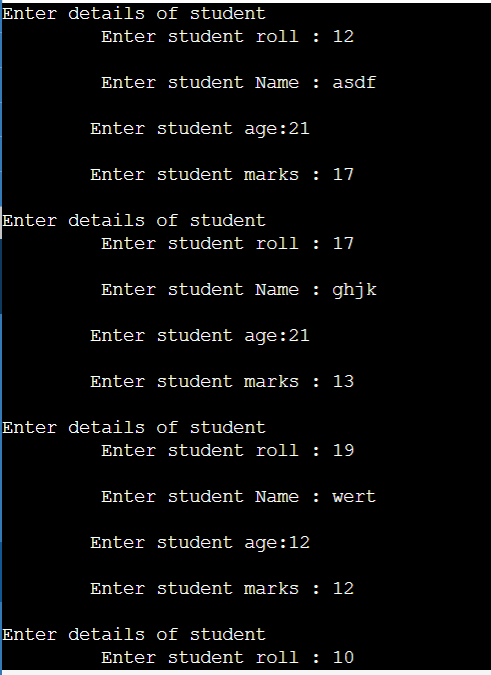 Enter details of student
Enter student roll : 12
Enter student Name : asdf
Enter student age:21
Enter student marks : 17
Enter details of student
Enter student roll : 17
Enter student Name : ghjk
Enter student age:21
Enter student marks : 13
Enter details of student
Enter student roll : 19
Enter student Name : wert
Enter student age:12
Enter student marks : 12
Enter details of student
Enter student roll : 10